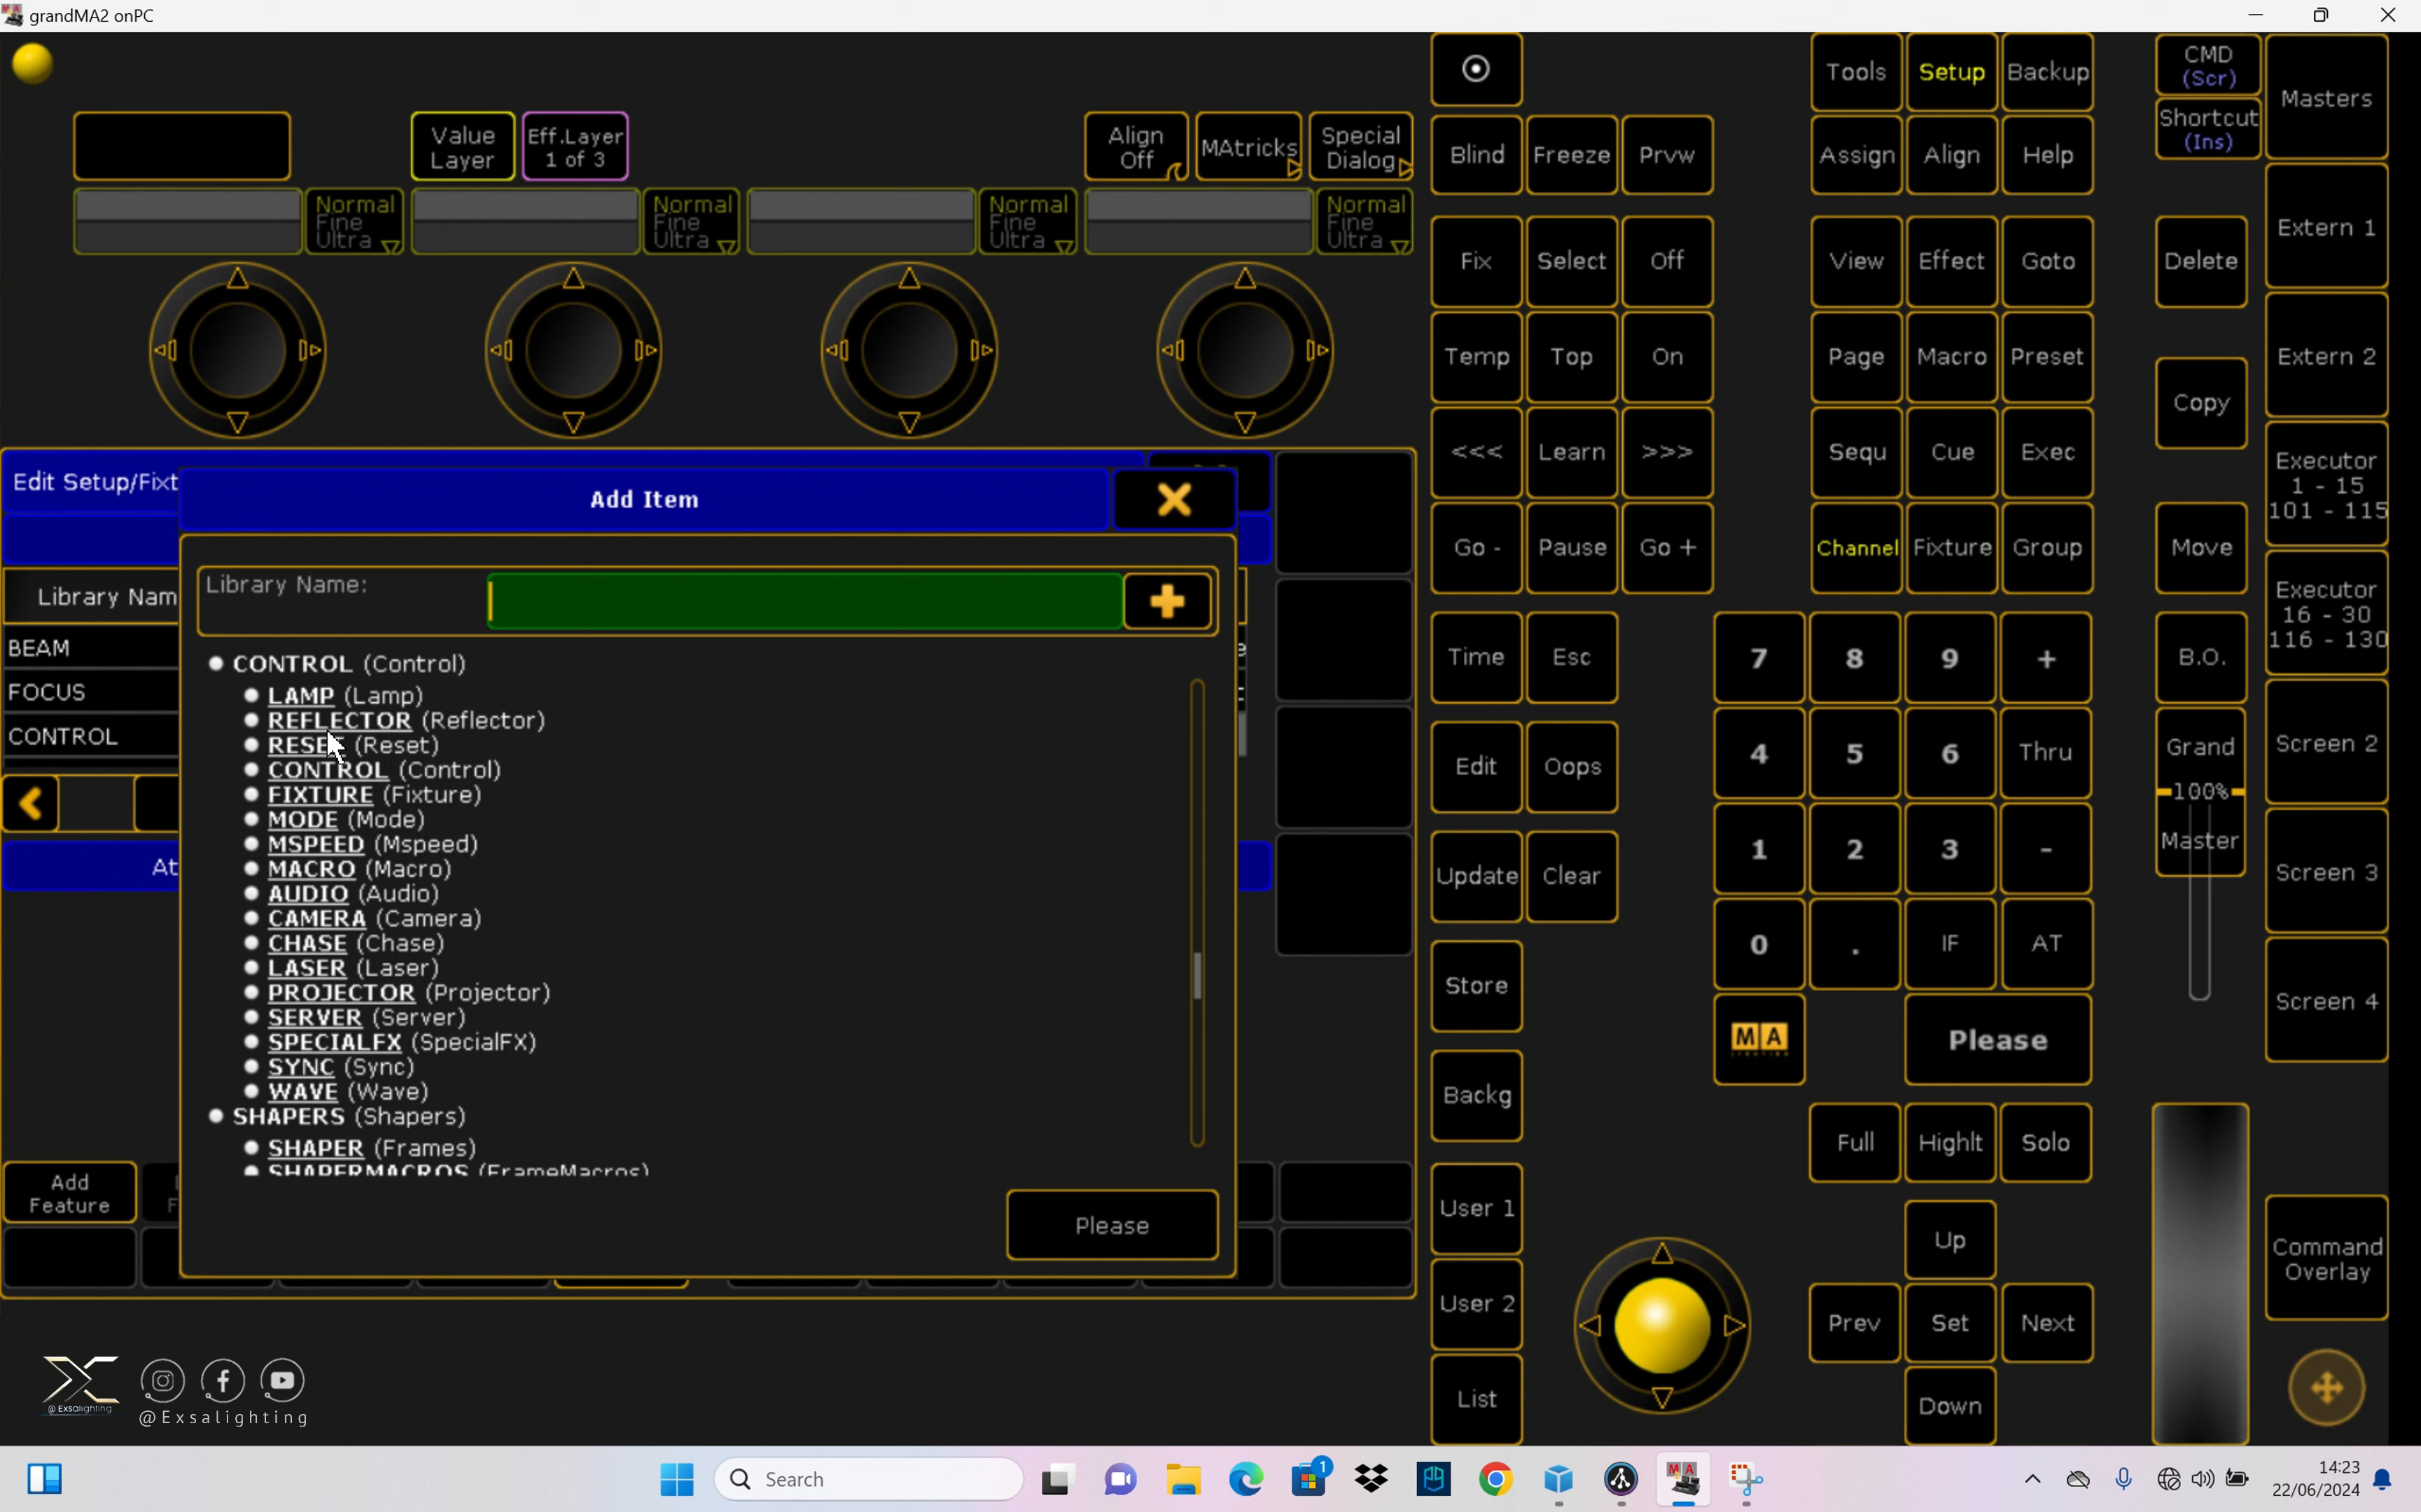 grandMA2 onPC
Value
Layer
Eff.Layer
1 of 3
Align
Off
MAtricks
Special
Dialog
Normal
Fine
Ultra
Normal
Fine
Ultra
Normal
Fine
Ultra
Normal
Fine
Ultra
Edit Setup/Fixt
Add Item
Library Nam
Library Name:
BEAM
FOCUS
CONTROL
At
CONTROL (Control)
LAMP (Lamp)
REFLECTOR (Reflector)
RESET (Reset)
CONTROL (Control)
FIXTURE (Fixture)
MODE (Mode)
MSPEED (Mspeed)
MACRO (Macro)
AUDIO (Audio)
CAMERA (Camera)
CHASE (Chase)
LASER (Laser)
PROJECTOR (Projector)
SERVER (Server)
SPECIALFX (SpecialFX)
SYNC (Sync)
WAVE (Wave)
SHAPERS (Shapers)
SHAPER (Frames)
SHAPERMACROS (FrameMacros)
Add
Feature
Please
Tools Setup Backup
Blind Freeze Prvw
Assign Align Help
Fix Select Off
View Effect Goto
Temp Top On
Page Macro Preset
<<< Learn >>>
Sequ Cue Exec
Go - Pause Go +
Channel Fixture Group
Time Esc
7 8 9 +
Edit Oops
4 5 6 Thru
Update Clear
1 2 3 -
0 . IF AT
Store
MA
LIGHTING
Please
Backg
Full Highlt Solo
User 1
Up
User 2
Prev Set Next
List
Down
CMD
(Scr)
Shortcut
(Ins)
Delete
Copy
Move
B.O.
Grand
100%
Master
Masters
Extern 1
Extern 2
Executor
1 - 15
101 - 115
Executor
16 - 30
116 - 130
Screen 2
Screen 3
Screen 4
Command
Overlay
@Exsalighting
@Exsalighting
Search
1
14:23
22/06/2024